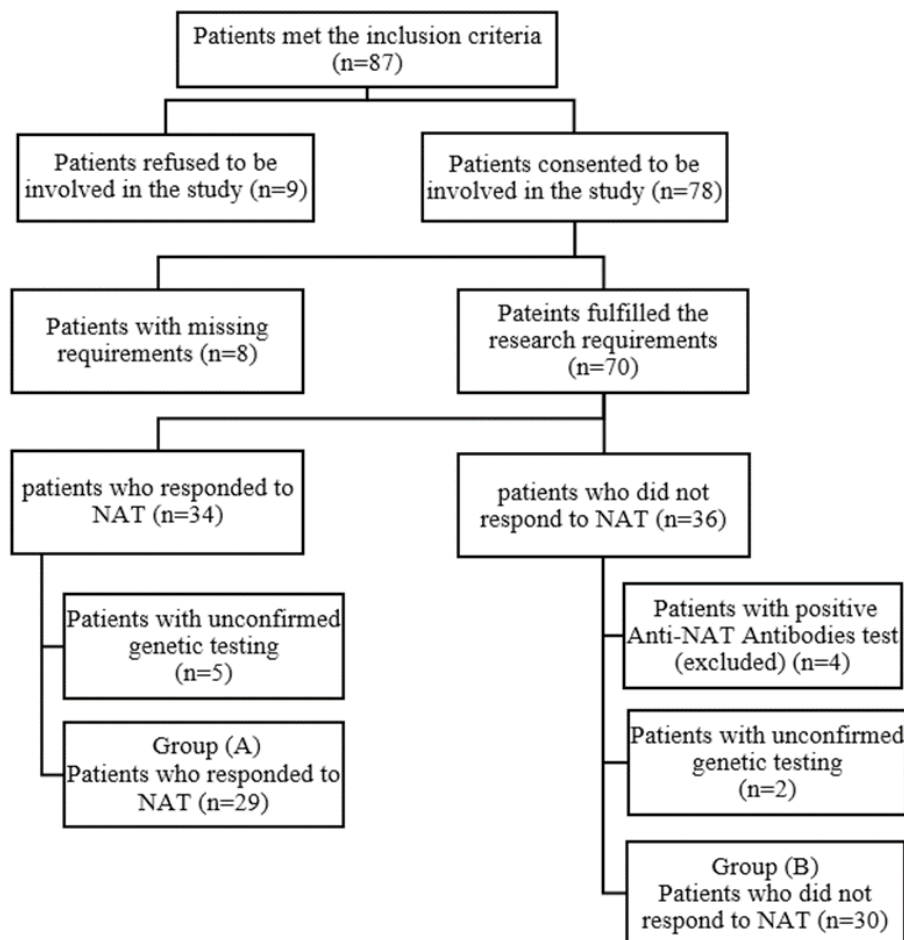 Patients met the inclusion criteria
(n=87)
Patients refused to be
involved in the study (n=9)
Patients consented to be
involved in the study (n=78)
Patients with missing
requirements (n=8)
Pateints fulfilled the
research requirements
(n=70)
patients who responded to
NAT (n=34)
patients who did not
respond to NAT (n=36)
Patients with unconfirmed
genetic testing
(n=5)
Group (A)
Patients who responded to
NAT (n=29)
Patients with positive
Anti-NAT Antibodies test
(excluded) (n=4)
Patients with unconfirmed
genetic testing
(n=2)
Group (B)
Patients who did not
respond to NAT (n=30)